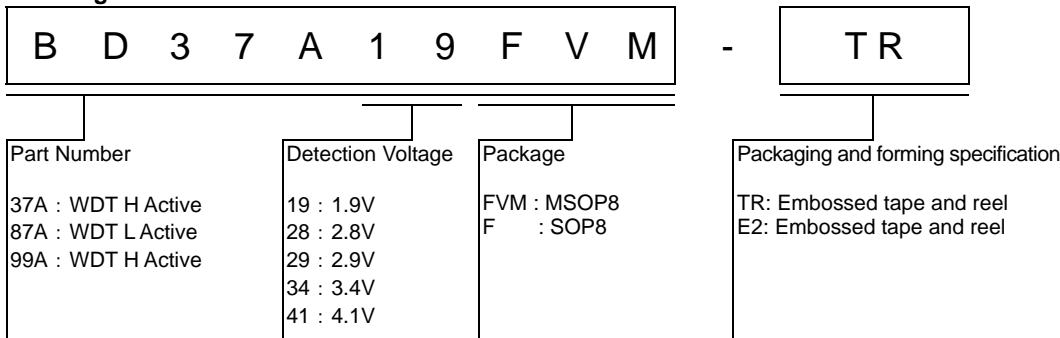 B D 3 7 A 1 9 F V M - T R
Part Number
37A : WDT H Active
87A : WDT L Active
99A : WDT H Active
Detection Voltage
19 : 1.9V
28 : 2.8V
29 : 2.9V
34 : 3.4V
41 : 4.1V
Package
FVM : MSOP8
F : SOP8
Packaging and forming specification
TR: Embossed tape and reel
E2: Embossed tape and reel